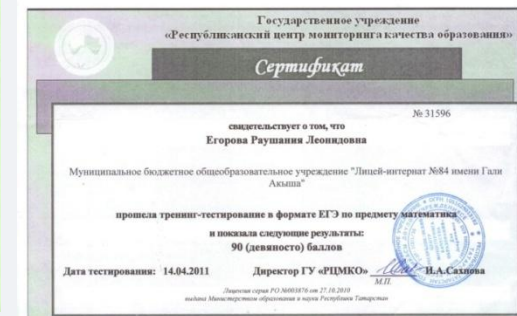 Государственное учреждение
«Республиканский центр мониторинга качества образования»
Сертификат
№ 31596
свидетельствует о том, что
Егорова Раушания Леонидовна
Муниципальное бюджетное общеобразовательное учреждение "Лицей-интернат №84 имени Гали
Акыша"
прошла тренинг-тестирование в формате ЕГЭ по предмету математика
и показала следующие результаты:
90 (девяносто) баллов
Дата тестирования: 14.04.2011 Директор ГУ «РЦМКО» И.А.Сахнова
М.П.
Лицензия серия РО №003876 от 27.10.2010
выдана Министерством образования и науки Республики Татарстан